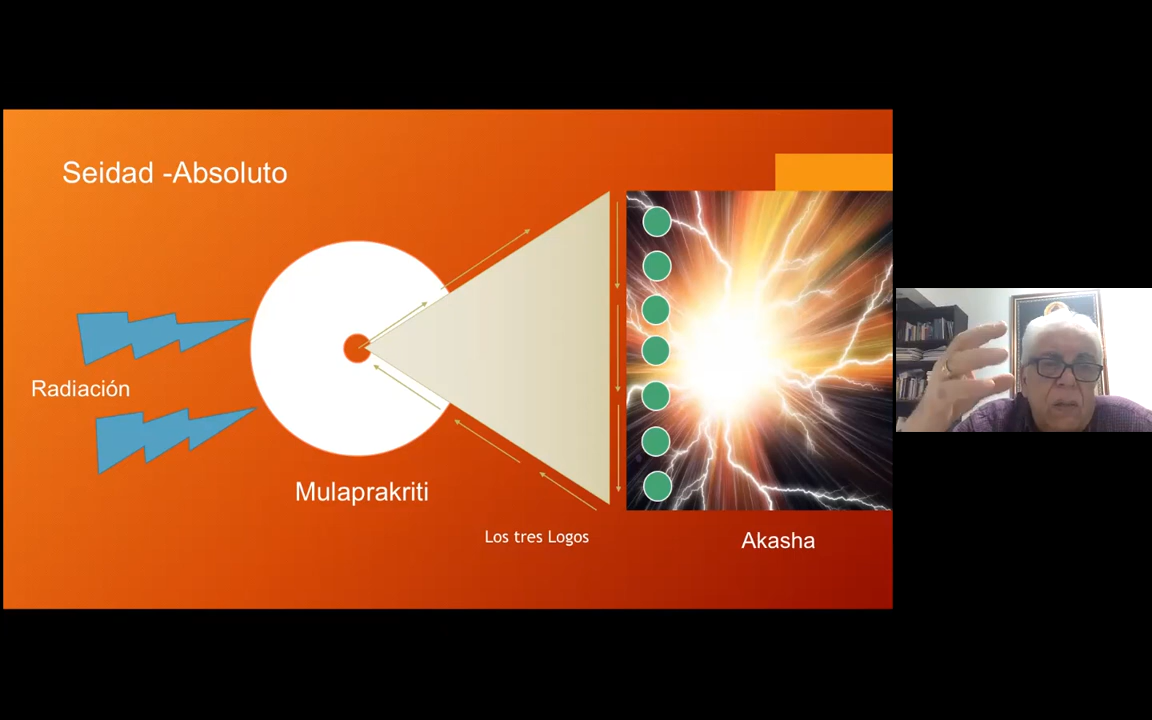 Seidad -Absoluto
Radiación
Mulaprakriti
Los tres Logos
Akasha